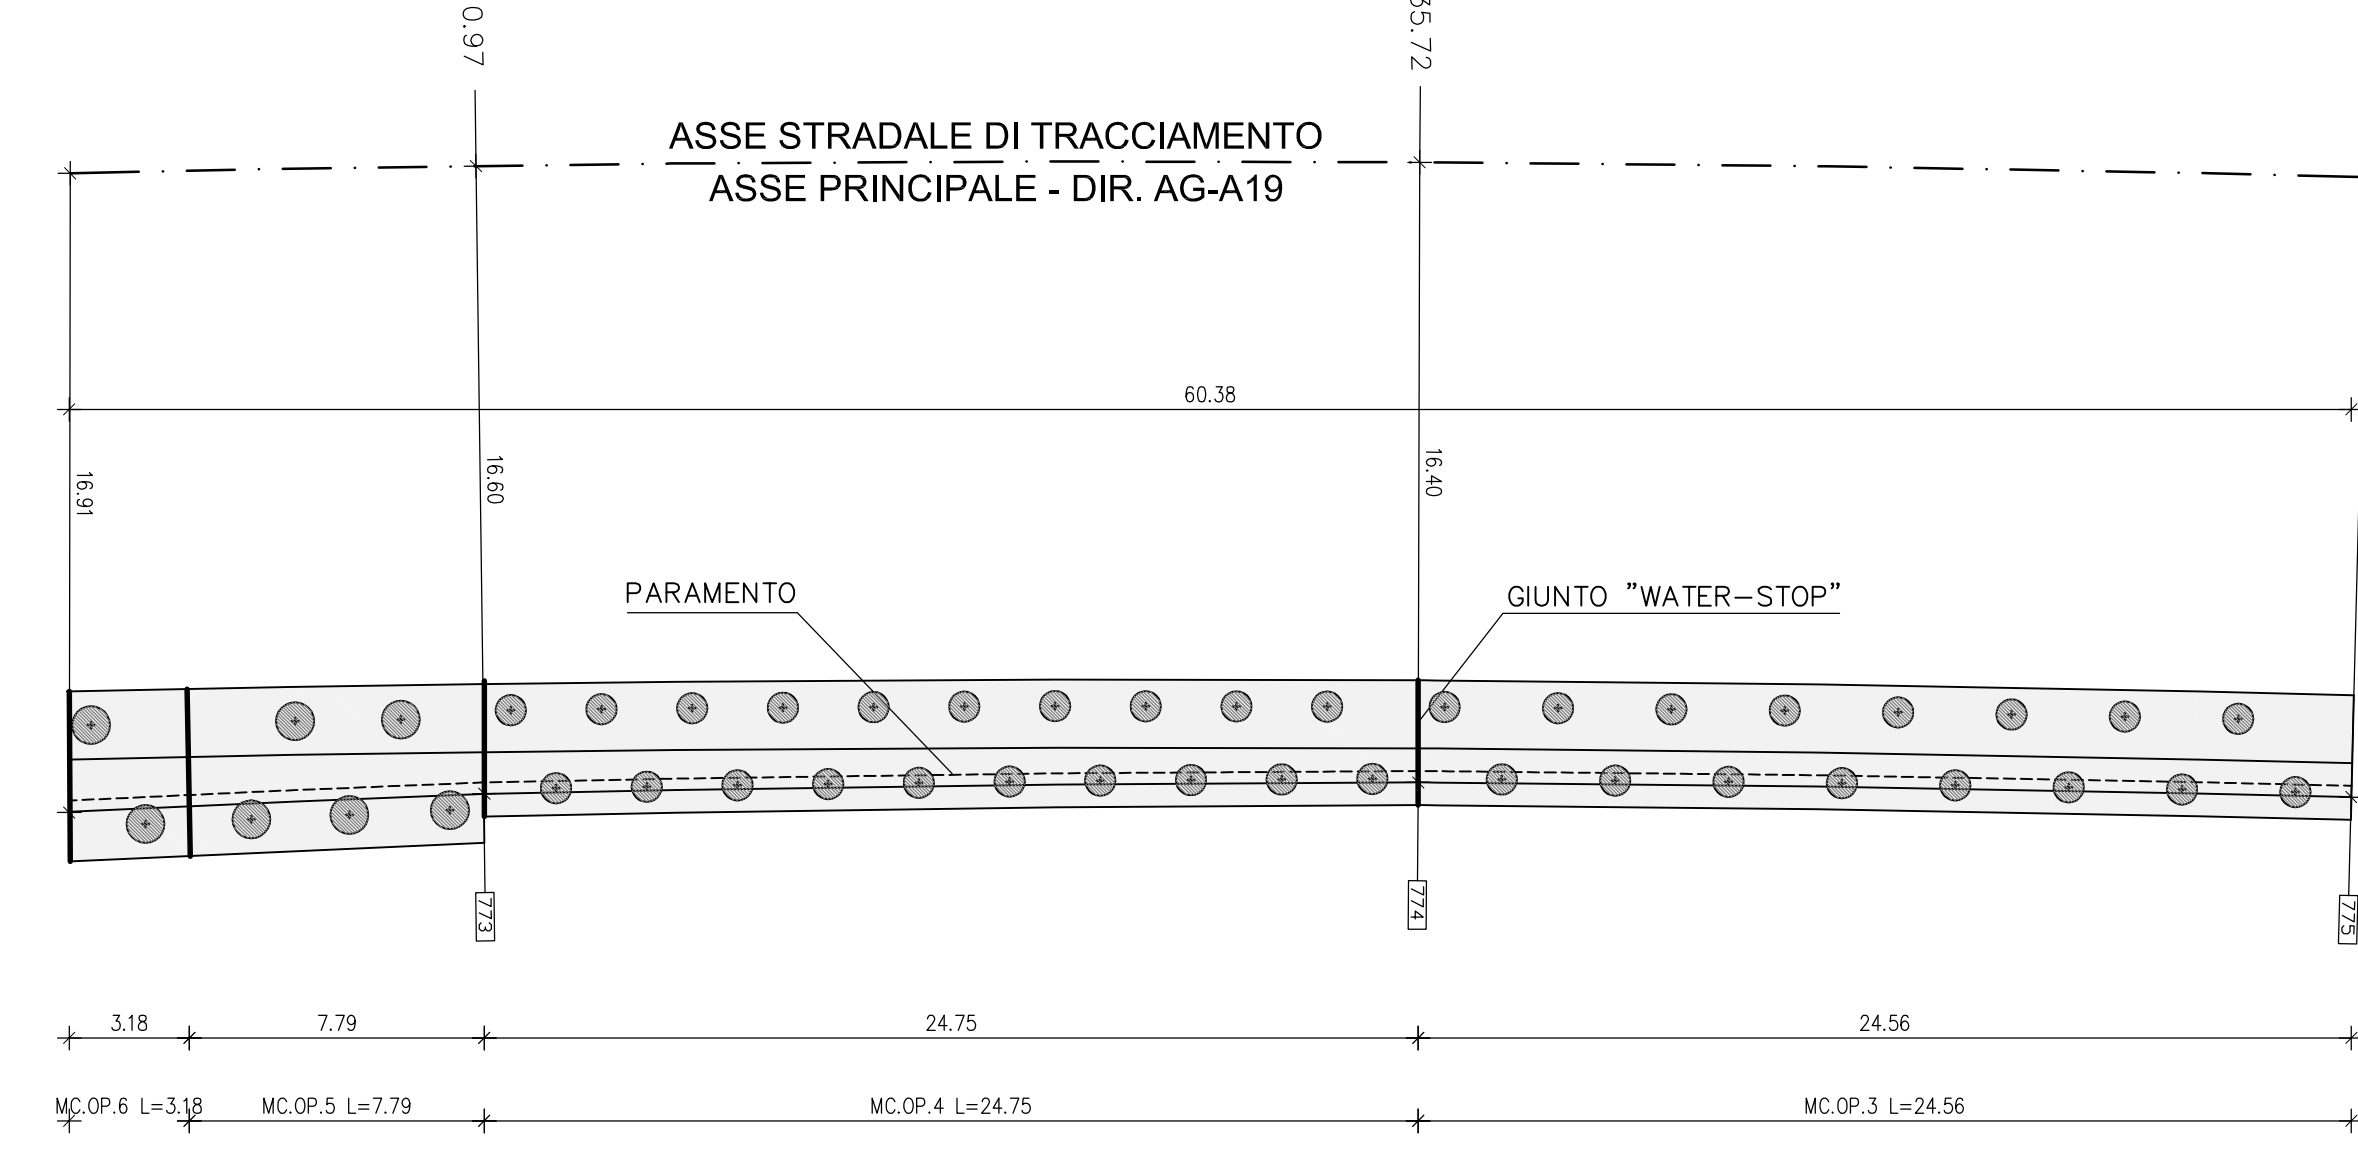 0.97
35.72
ASSE STRADALE DI TRACCIAMENTO
ASSE PRINCIPALE - DIR. AG-A19
60.38
16.91
16.60
16.40
PARAMENTO
GIUNTO "WATER-STOP"
773
774
775
3.18
7.79
24.75
24.56
MC.OP.6 L=3.18
MC.OP.5 L=7.79
MC.OP.4 L=24.75
MC.OP.3 L=24.56